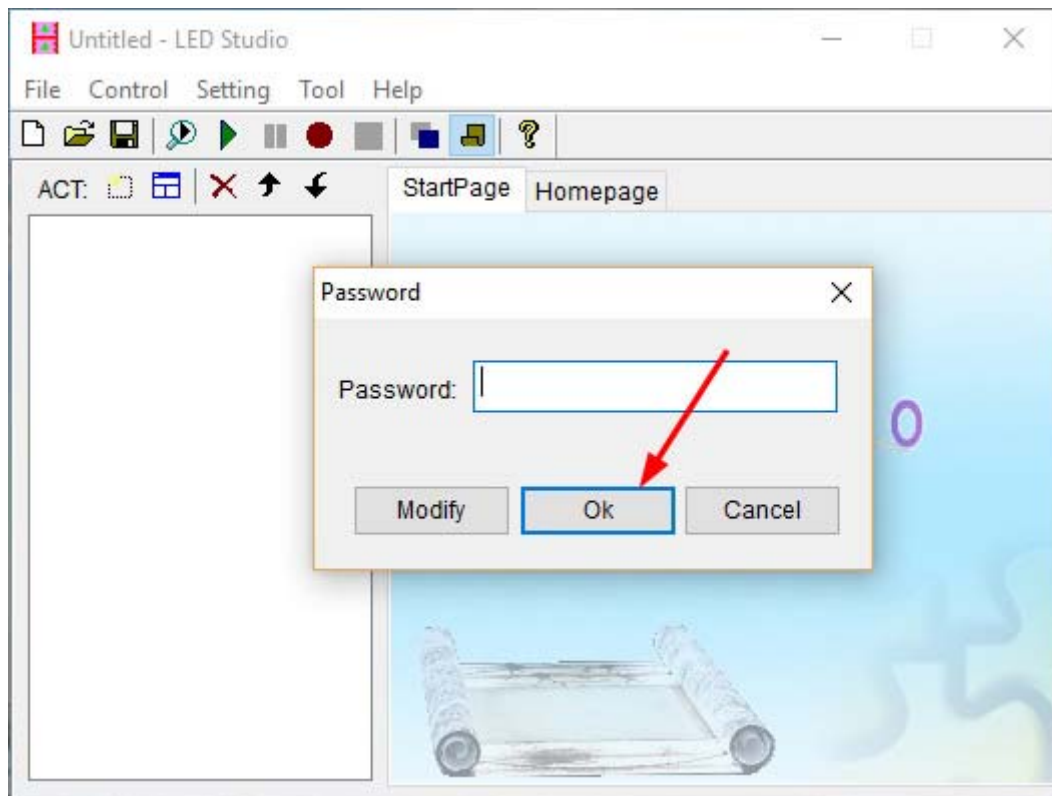 Untitled - LED Studio
File Control Setting Tool Help
ACT:
StartPage Homepage
Password
Password:
o
Modify Ok Cancel